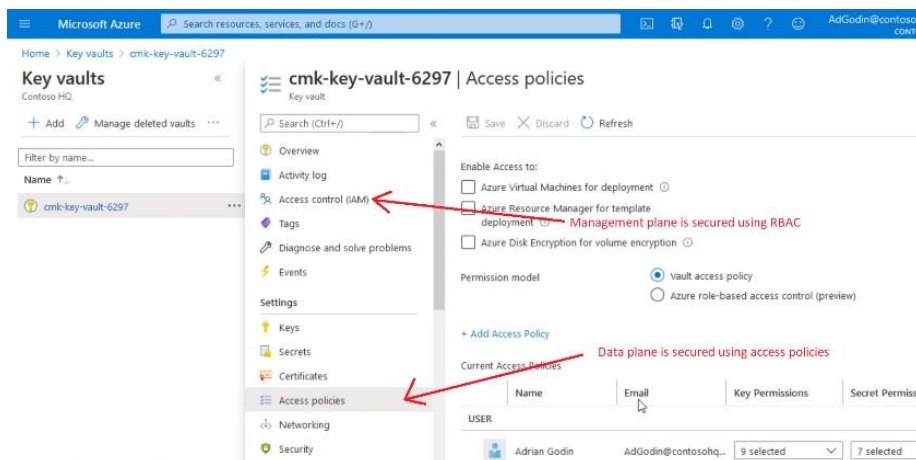 Microsoft Azure
Search resources, services, and docs (G+/)
AdGodin@contoso
CONT
Home > Key vaults > cmk-key-vault-6297
Key vaults
Contoso HQ
+ Add
Manage deleted vaults
...
Filter by name...
Name ↑↓
cmk-key-vault-6297
...
cmk-key-vault-6297 | Access policies
Key vault
Search (Ctrl+/)
«
Save
Discard
Refresh
Overview
Activity log
Access control (IAM)
Tags
Diagnose and solve problems
Events
Settings
Keys
Secrets
Certificates
Access policies
Networking
Security
Enable Access to:
Azure Virtual Machines for deployment
Azure Resource Manager for template
deployment
Management plane is secured using RBAC
Azure Disk Encryption for volume encryption
Permission model
Vault access policy
Azure role-based access control (preview)
+ Add Access Policy
Data plane is secured using access policies
Current Access Policies
Name
Email
Key Permissions
Secret Permiss
USER
Adrian Godin
AdGodin@contosohq...
9 selected
7 selected